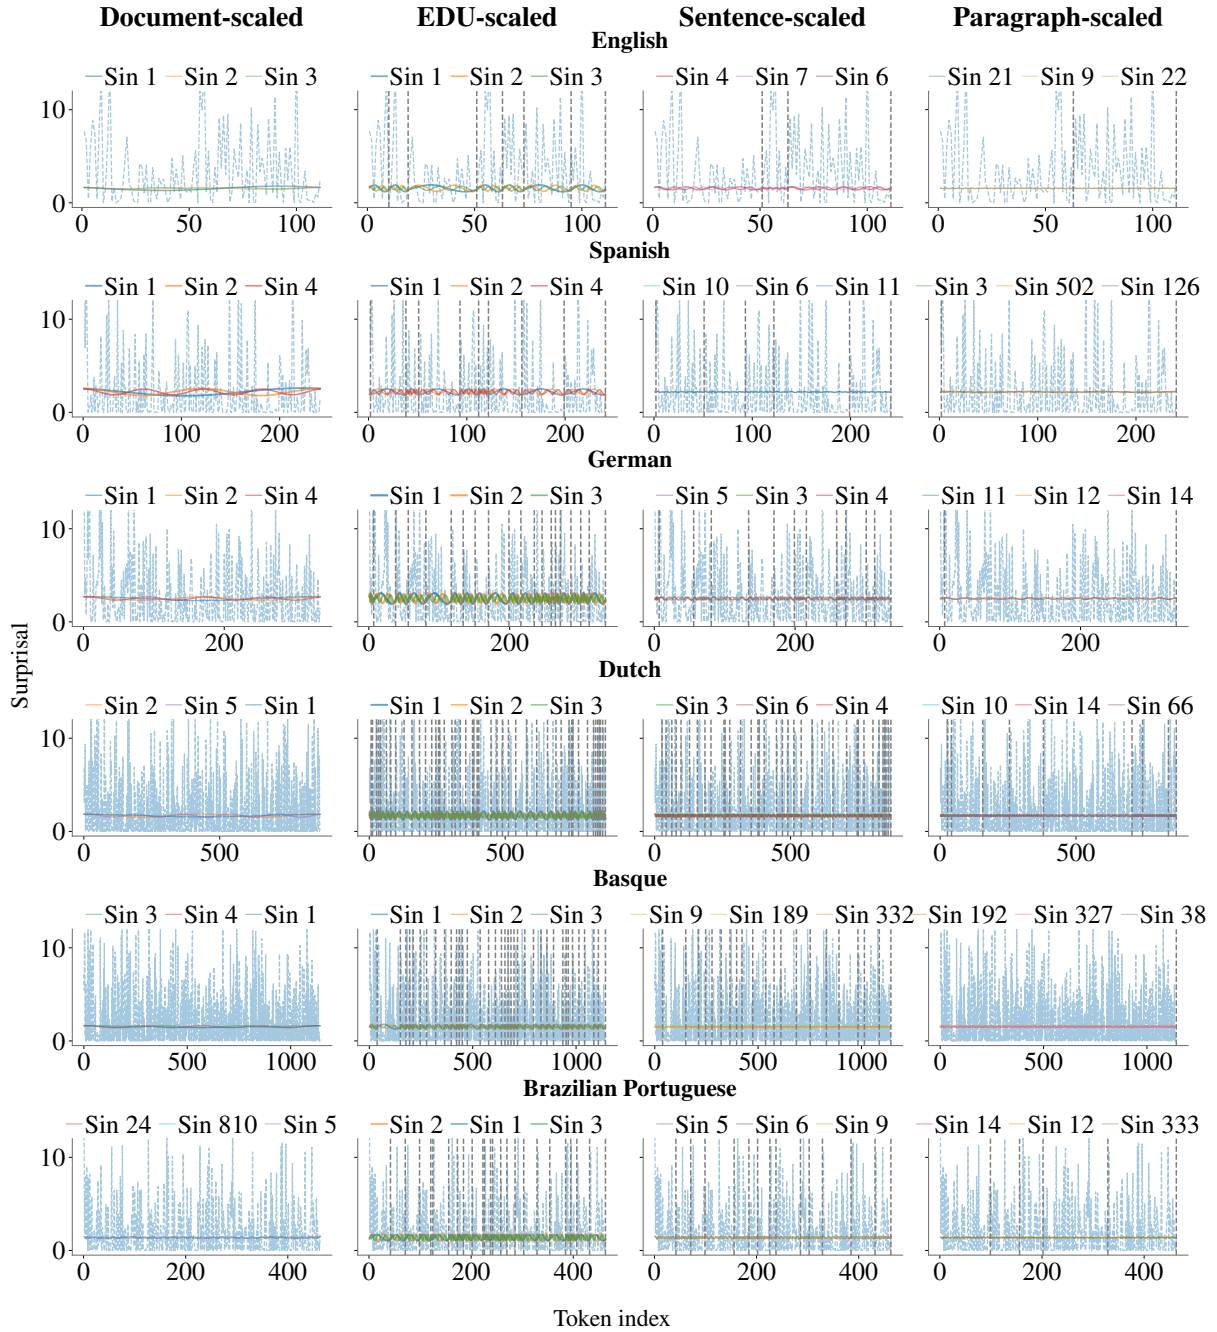 Document-scaled EDU-scaled Sentence-scaled Paragraph-scaled
English
Sin 1 Sin 2 Sin 3 Sin 1 Sin 2 Sin 3 Sin 4 Sin 7 Sin 6 Sin 21 Sin 9 Sin 22
10
0
0 50 100 0 50 100 0 50 100 0 50 100
Spanish
Sin 1 Sin 2 Sin 4 Sin 1 Sin 2 Sin 4 Sin 10 Sin 6 Sin 11 Sin 3 Sin 502 Sin 126
10
0
0 100 200 0 100 200 0 100 200 0 100 200
German
Sin 1 Sin 2 Sin 4 Sin 1 Sin 2 Sin 3 Sin 5 Sin 3 Sin 4 Sin 11 Sin 12 Sin 14
10
0
0 200 0 200 0 200 0 200
Surprisal
Dutch
Sin 2 Sin 5 Sin 1 Sin 1 Sin 2 Sin 3 Sin 3 Sin 6 Sin 4 Sin 10 Sin 14 Sin 66
10
0
0 500 0 500 0 500 0 500
Basque
Sin 3 Sin 4 Sin 1 Sin 1 Sin 2 Sin 3 Sin 9 Sin 189 Sin 332 Sin 192 Sin 327 Sin 38
10
0
0 500 1000 0 500 1000 0 500 1000 0 500 1000
Brazilian Portuguese
Sin 24 Sin 810 Sin 5 Sin 2 Sin 1 Sin 3 Sin 5 Sin 6 Sin 9 Sin 14 Sin 12 Sin 333
10
0
0 200 400 0 200 400 0 200 400 0 200 400
Token index